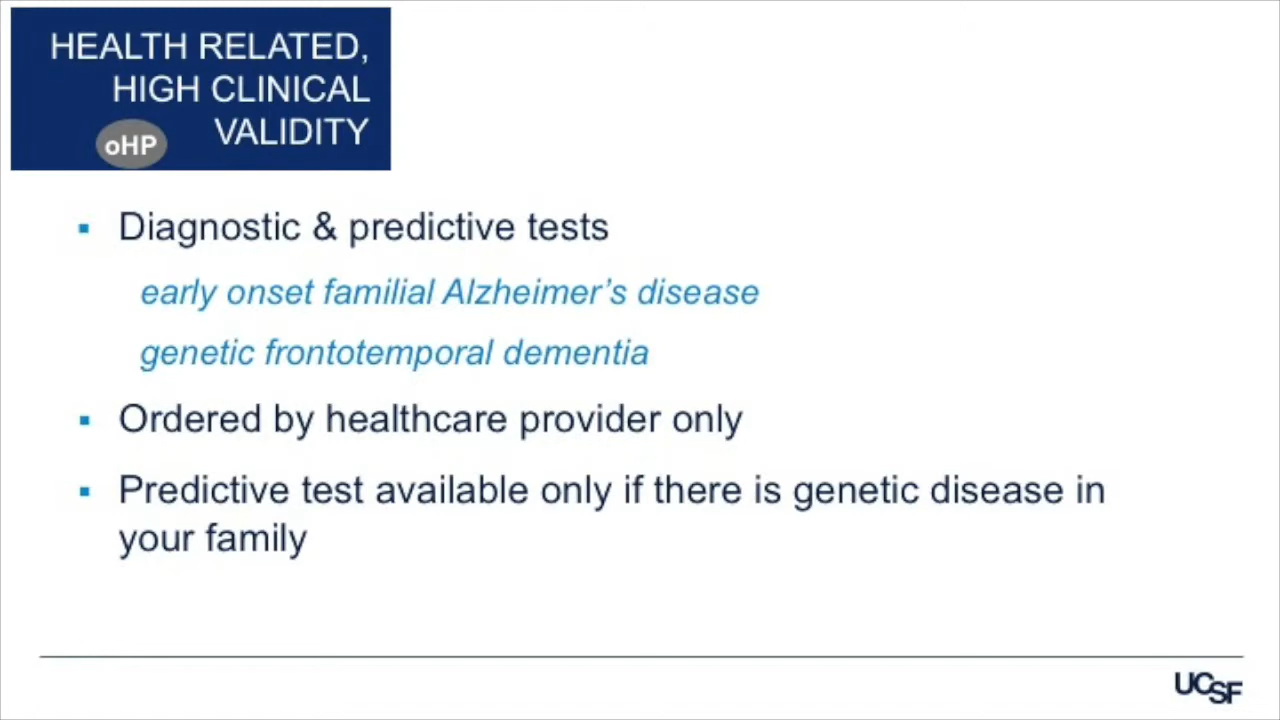 HEALTH RELATED,
HIGH CLINICAL
VALIDITY
oHP
Diagnostic & predictive tests
early onset familial Alzheimer's disease
genetic frontotemporal dementia
Ordered by healthcare provider only
Predictive test available only if there is genetic disease in
your family
UCSF